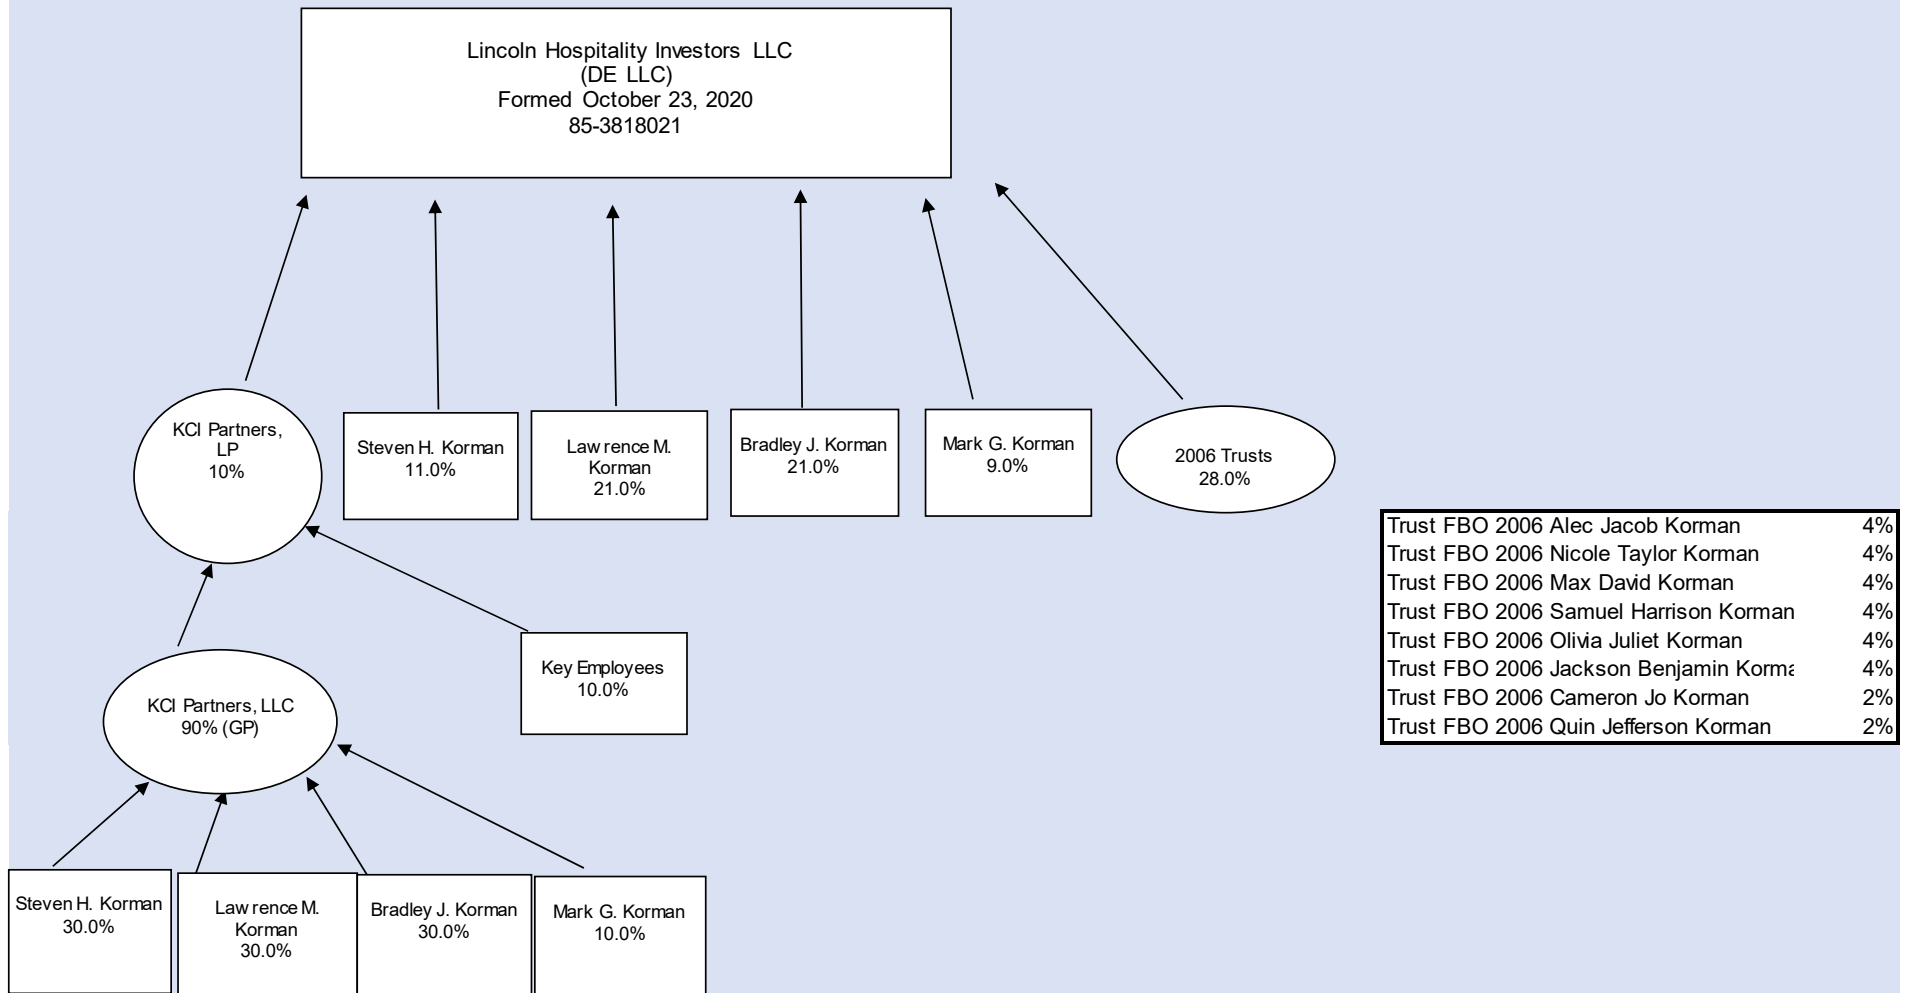 Lincoln Hospitality Investors LLC
(DE LLC)
Formed October 23, 2020
85-3818021
KCI Partners,
LP
10%
Steven H. Korman
11.0%
Lawrence M.
Korman
21.0%
Bradley J. Korman
21.0%
Mark G. Korman
9.0%
2006 Trusts
28.0%
Trust FBO 2006 Alec Jacob Korman 4%
Trust FBO 2006 Nicole Taylor Korman 4%
Trust FBO 2006 Max David Korman 4%
Trust FBO 2006 Samuel Harrison Korman 4%
Trust FBO 2006 Olivia Juliet Korman 4%
Trust FBO 2006 Jackson Benjamin Korma 4%
Trust FBO 2006 Cameron Jo Korman 2%
Trust FBO 2006 Quin Jefferson Korman 2%
Key Employees
10.0%
KCI Partners, LLC
90% (GP)
Steven H. Korman
30.0%
Lawrence M.
Korman
30.0%
Bradley J. Korman
30.0%
Mark G. Korman
10.0%